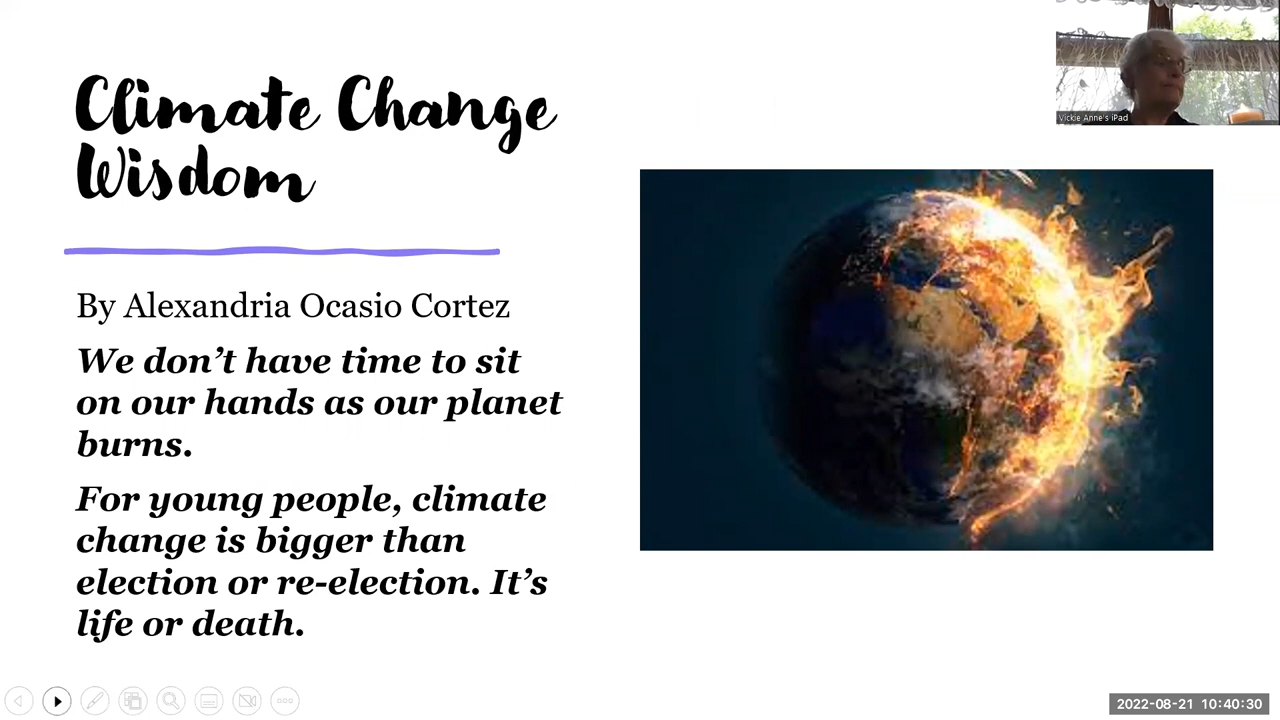 Climate Change
Wisdom
By Alexandria Ocasio Cortez
We don’t have time to sit
on our hands as our planet
burns.
For young people, climate
change is bigger than
election or re-election. It’s
life or death.
Vickie Anne's iPad
2022-08-21 10:40:30